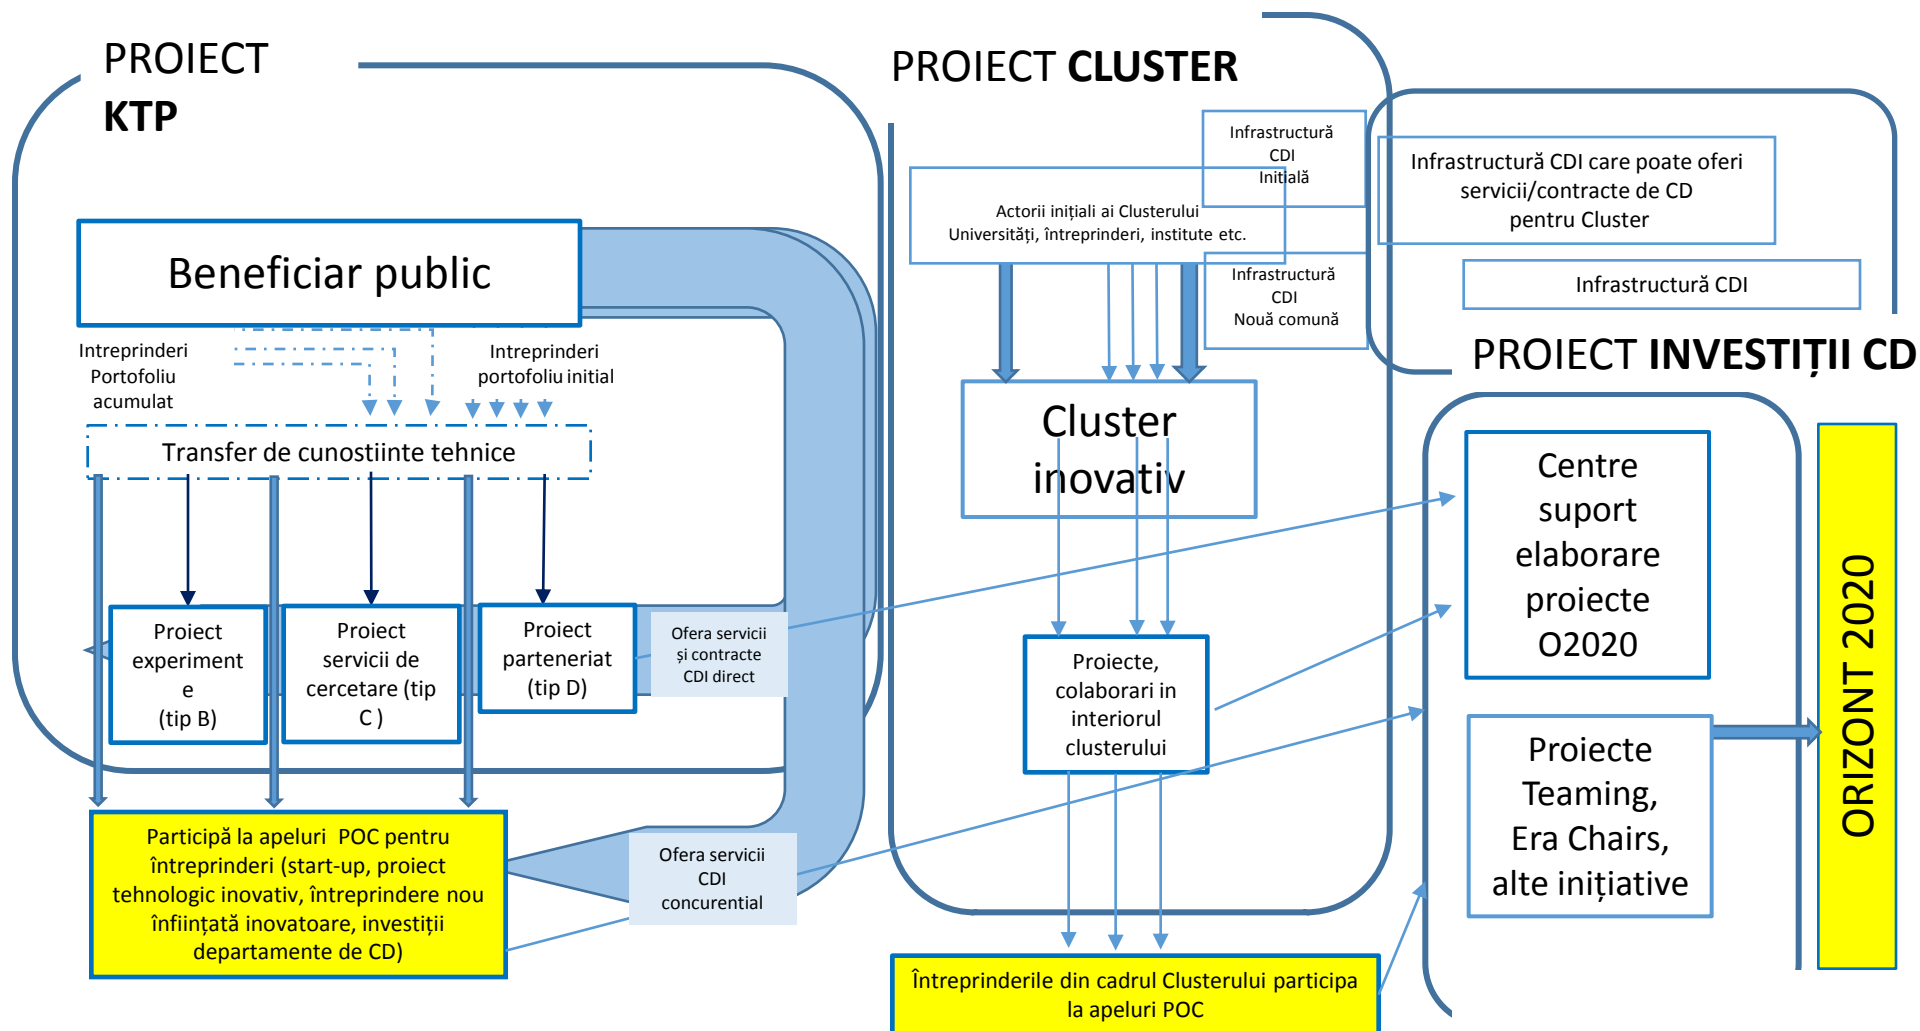 PROIECT
KTP
Beneficiar public
Intreprinderi
Portofoliu
acumulat
Intreprinderi
portofoliu initial
Transfer de cunostiinte tehnice
Proiect
experiment
e
(tip B)
Proiect
servicii de
cercetare (tip
C )
Proiect
parteneriat
(tip D)
Ofera servicii
și contracte
CDI direct
Participă la apeluri POC pentru
întreprinderi (start-up, proiect
tehnologic inovativ, întreprindere nou
înființată inovatoare, investiții
departamente de CD)
Ofera servicii
CDI
concurential
PROIECT CLUSTER
Infrastructură
CDI
Initială
Actorii inițiali ai Clusterului
Universități, întreprinderi, institute etc.
Infrastructură
CDI
Nouă comună
Cluster
inovativ
Proiecte,
colaborari in
interiorul
clusterului
Întreprinderile din cadrul Clusterului participa
la apeluri POC
Infrastructură CDI care poate oferi
servicii/contracte de CD
pentru Cluster
Infrastructură CDI
PROIECT INVESTIȚII CD
Centre
suport
elaborare
proiecte
O2020
Proiecte
Teaming,
Era Chairs,
alte inițiative
ORIZONT 2020